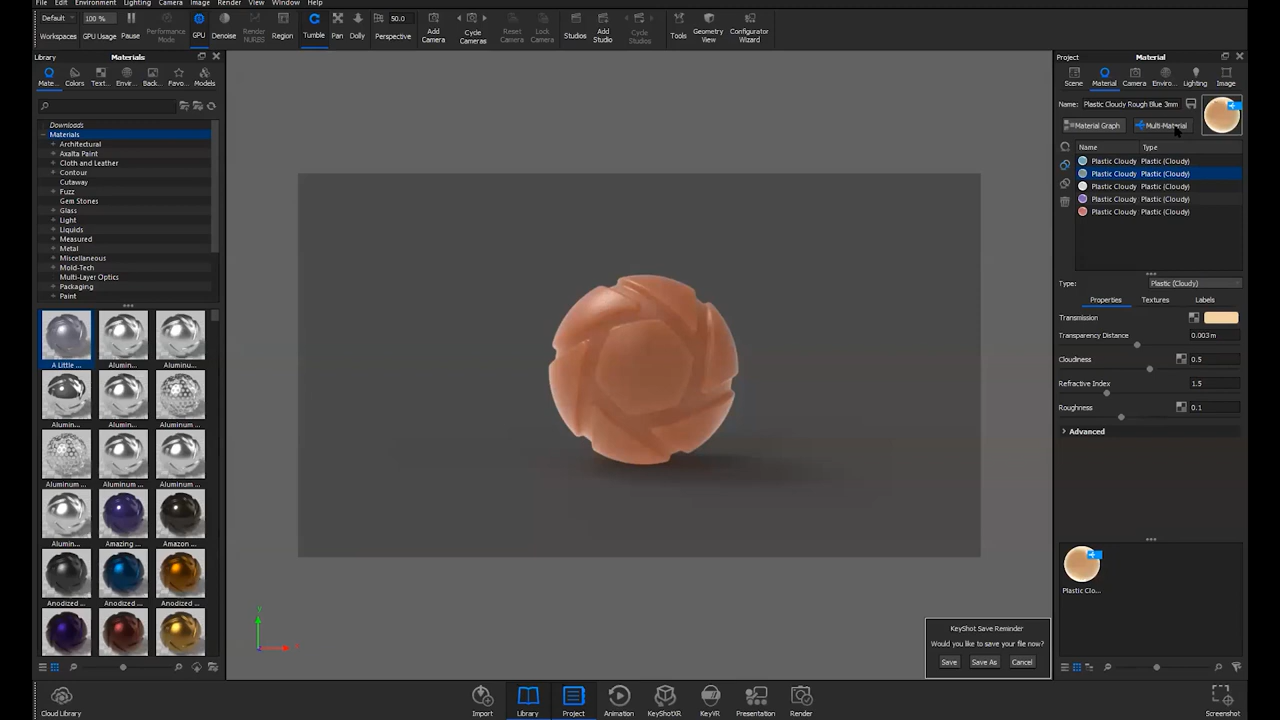 File Edit Environment Lighting Camera Image Render View Window Help
Default 100 % 50.0
Workspaces GPU Usage Pause Performance Mode GPU Denoise Render NURBS Region Tumble Pan Dolly Perspective Add Camera Cycle Cameras Reset Camera Lock Camera Studios Add Studio Cycle Studios Tools Geometry View Configurator Wizard
Library Materials
Mate... Colors Text... Envir... Back... Favo... Models
Downloads
Materials
Architectural
Axalta Paint
Cloth and Leather
Contour
Cutaway
Fuzz
Gem Stones
Glass
Light
Liquids
Measured
Metal
Miscellaneous
Mold-Tech
Multi-Layer Optics
Packaging
Paint
A Little ... Alumin... Aluminu...
Alumin... Alumin... Aluminum ...
Aluminum ... Aluminum ... Aluminum ...
Alumin... Amazing ... Amazon ...
Anodized ... Anodized ... Anodized ...
Project Material
Scene Material Camera Enviro... Lighting Image
Name: Plastic Cloudy Rough Blue 3mm
Material Graph Multi-Material
Name Type
Plastic Cloudy Plastic (Cloudy)
Plastic Cloudy Plastic (Cloudy)
Plastic Cloudy Plastic (Cloudy)
Plastic Cloudy Plastic (Cloudy)
Plastic Cloudy Plastic (Cloudy)
Type: Plastic (Cloudy)
Properties Textures Labels
Transmission
Transparency Distance 0.003 m
Cloudiness 0.5
Refractive Index 1.5
Roughness 0.1
Advanced
Plastic Clo...
y
KeyShot Save Reminder
Would you like to save your file now?
Save Save As Cancel
Cloud Library Import Library Project Animation KeyShotXR KeyVR Presentation Render Screenshot